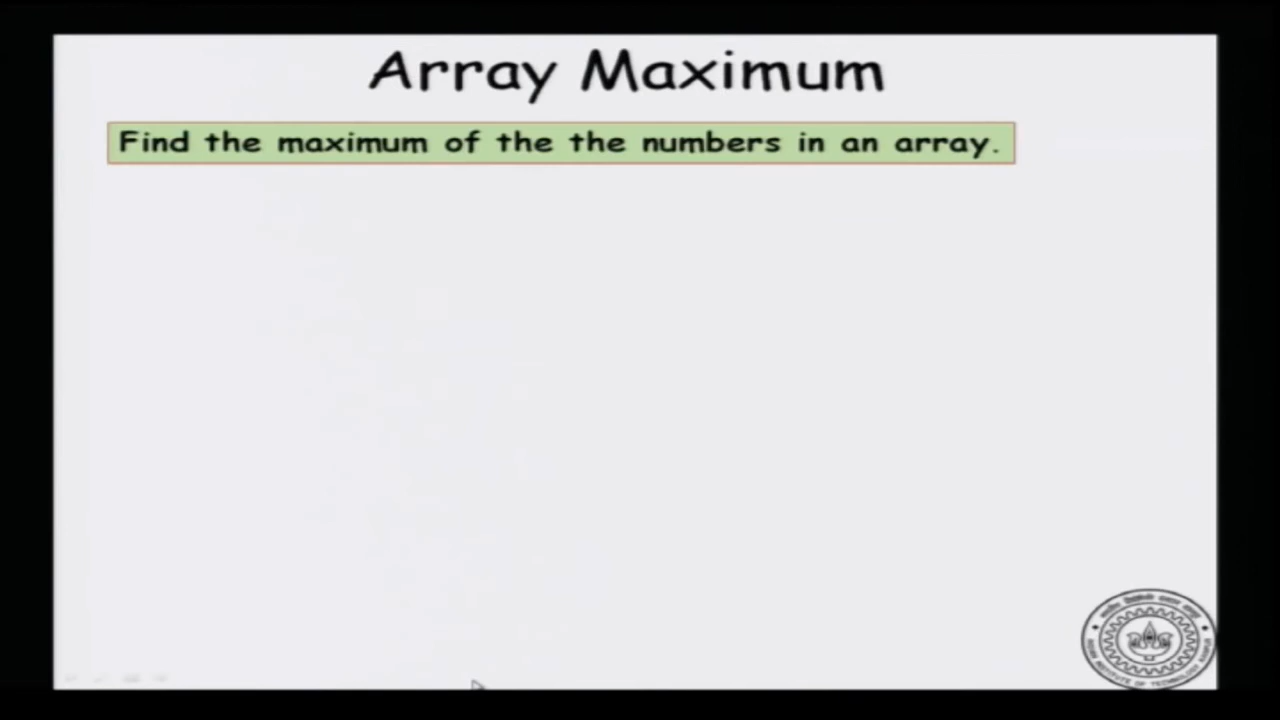 Array Maximum
Find the maximum of the the numbers in an array.